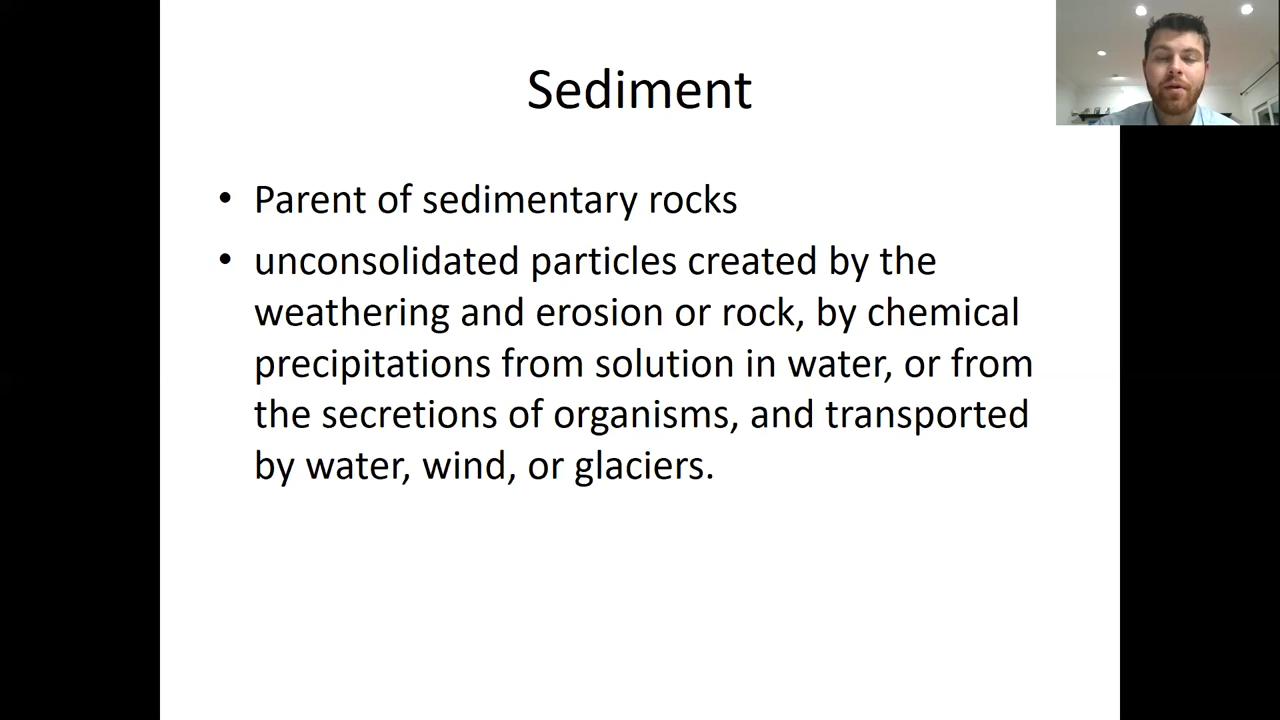 Sediment
• Parent of sedimentary rocks
• unconsolidated particles created by the
weathering and erosion or rock, by chemical
precipitations from solution in water, or from
the secretions of organisms, and transported
by water, wind, or glaciers.